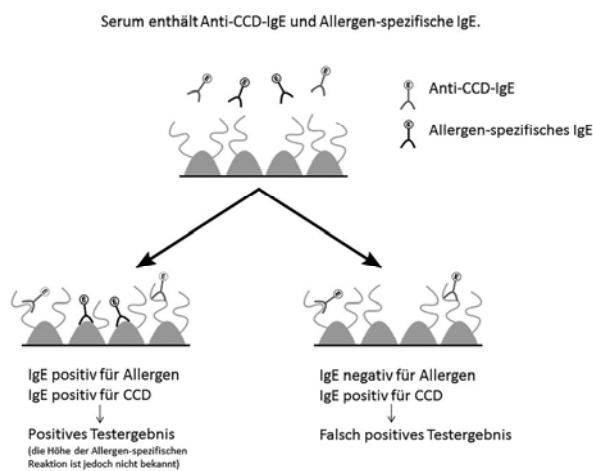 Serum enthält Anti-CCD-IgE und Allergen-spezifische IgE.
Anti-CCD-IgE
Allergen-spezifisches IgE
IgE positiv für Allergen
IgE positiv für CCD
Positives Testergebnis
(die Höhe der Allergen-spezifischen
Reaktion ist jedoch nicht bekannt)
IgE negativ für Allergen
IgE positiv für CCD
Falsch positives Testergebnis